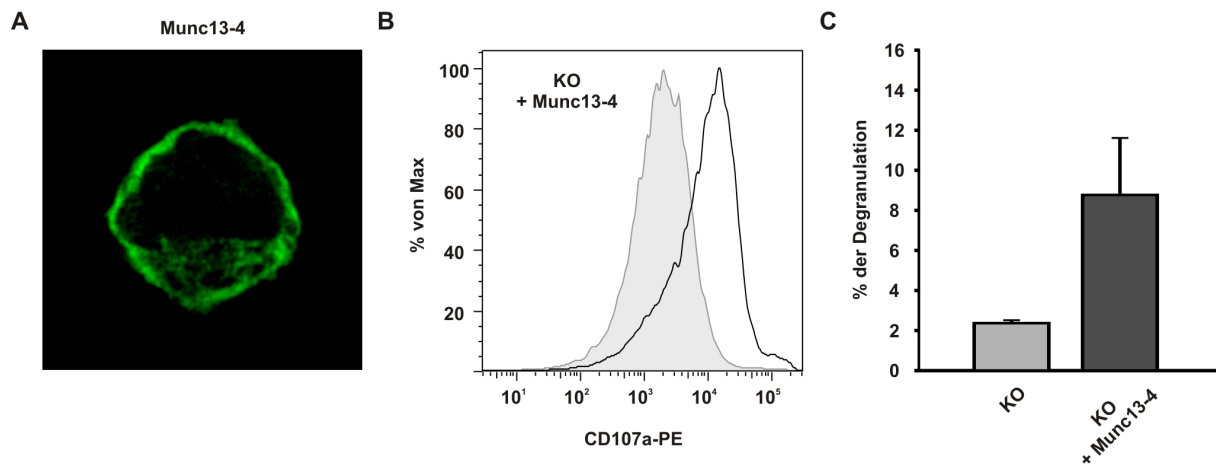 A
Munc13-4
B
KO
+ Munc13-4
% von Max
100
80
60
40
20
10¹ 10² 10³ 10⁴ 10⁵
CD107a-PE
C
% der Degranulation
16
14
12
10
8
6
4
2
0
KO
KO
+ Munc13-4